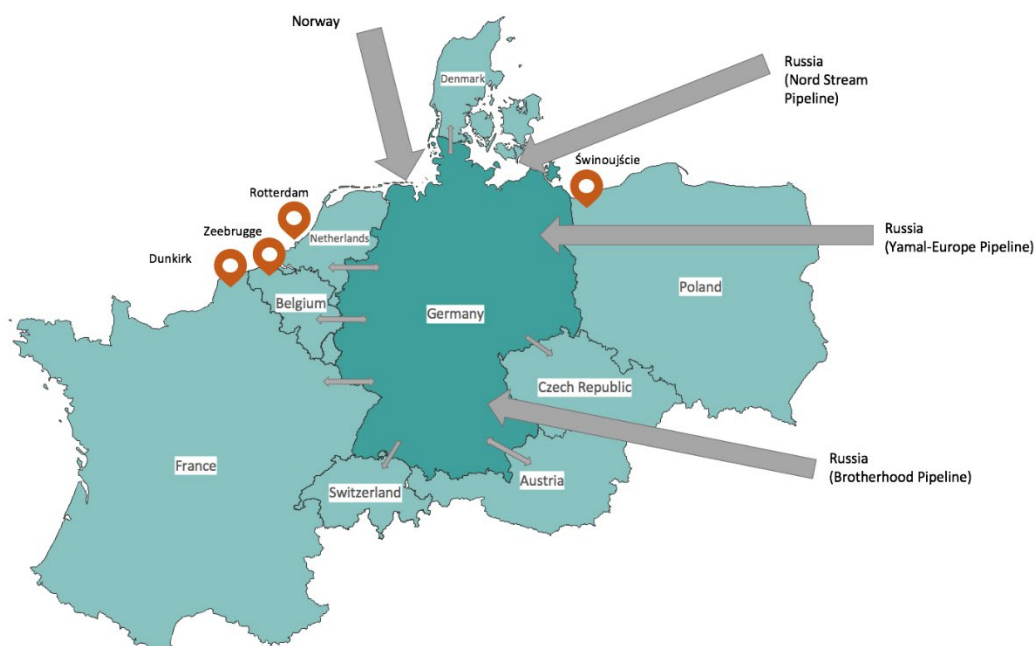 Norway
Russia
(Nord Stream
Pipeline)
Denmark
Świnoujście
Rotterdam
Zeebrugge
Netherlands
Dunkirk
Russia
(Yamal-Europe Pipeline)
Poland
Belgium
Germany
Czech Republic
France
Russia
(Brotherhood Pipeline)
Austria
Switzerland